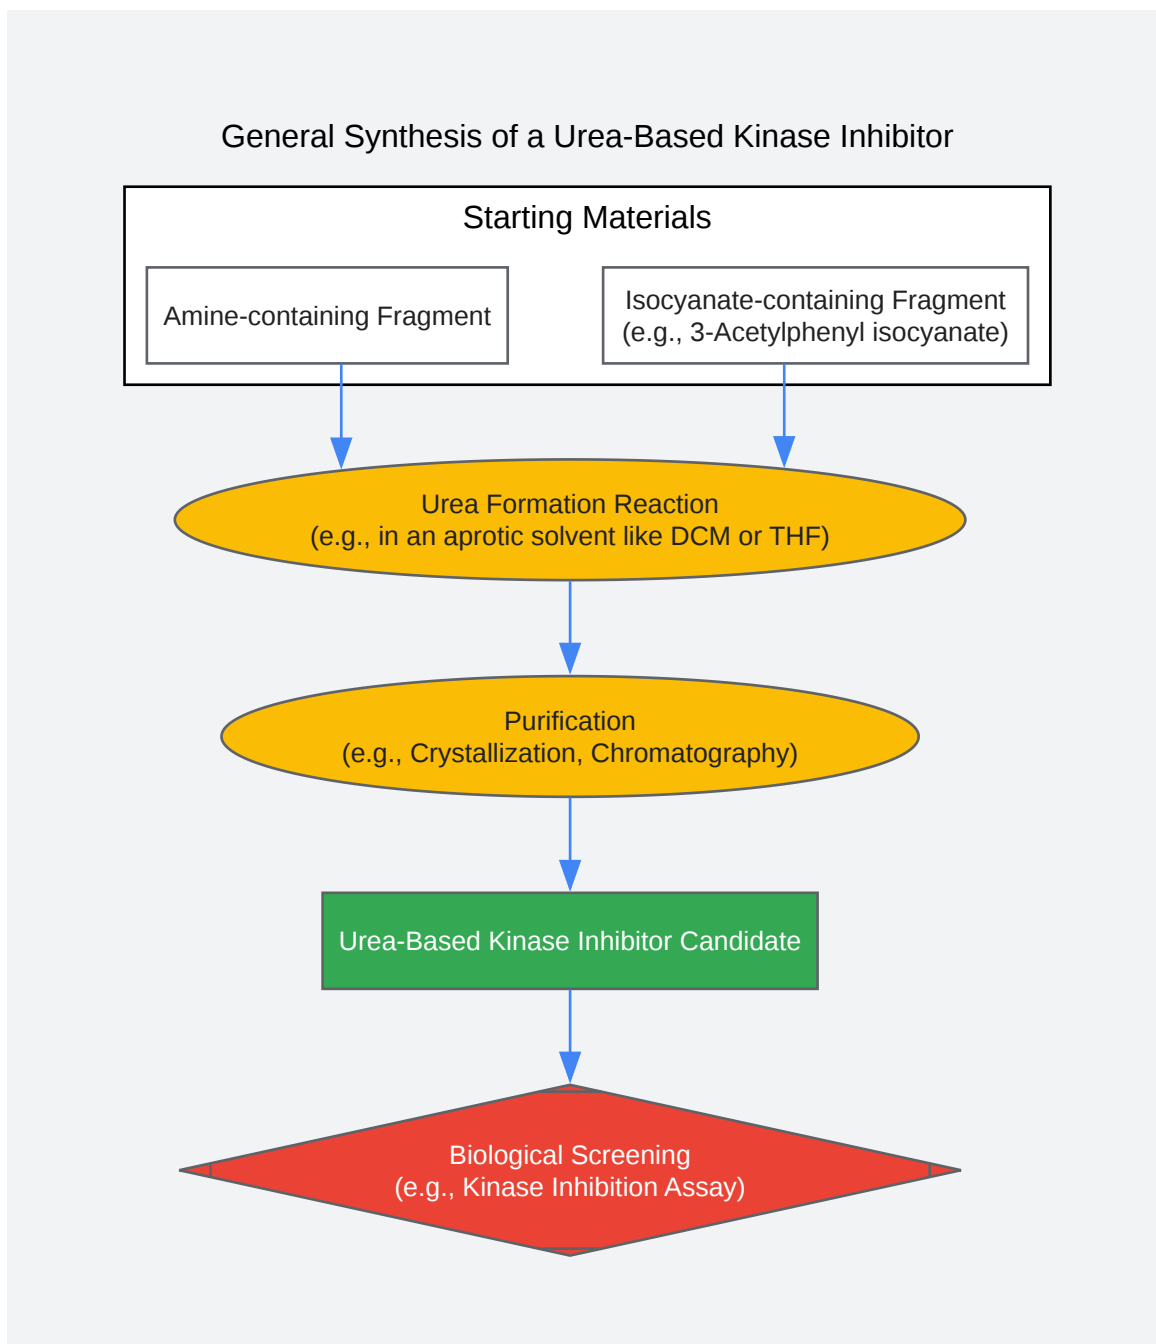 General Synthesis of a Urea-Based Kinase Inhibitor
Starting Materials
Amine-containing Fragment
Isocyanate-containing Fragment
(e.g., 3-Acetylphenyl isocyanate)
Urea Formation Reaction
(e.g., in an aprotic solvent like DCM or THF)
Purification
(e.g., Crystallization, Chromatography)
Urea-Based Kinase Inhibitor Candidate
Biological Screening
(e.g., Kinase Inhibition Assay)